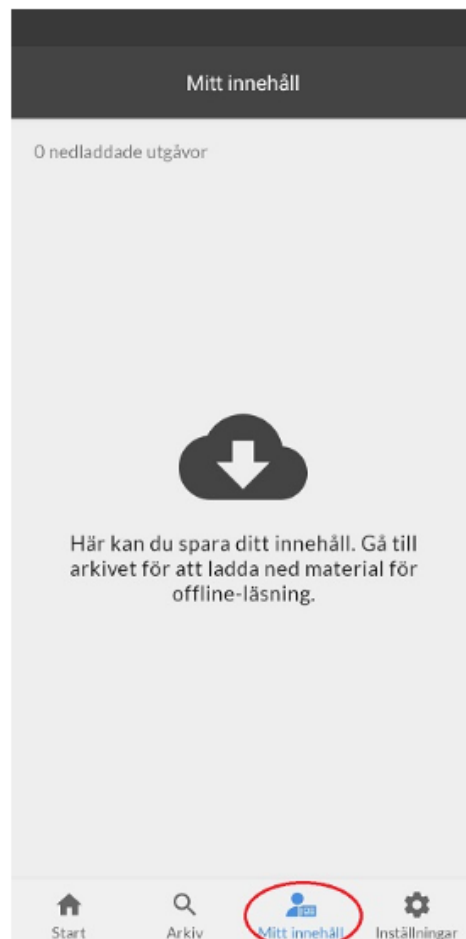 Mitt innehåll
0 nedladdade utgåvor
Här kan du spara ditt innehåll. Gå till
arkivet för att ladda ned material för
offline-läsning.
Start Arkiv Mitt innehåll Inställningar